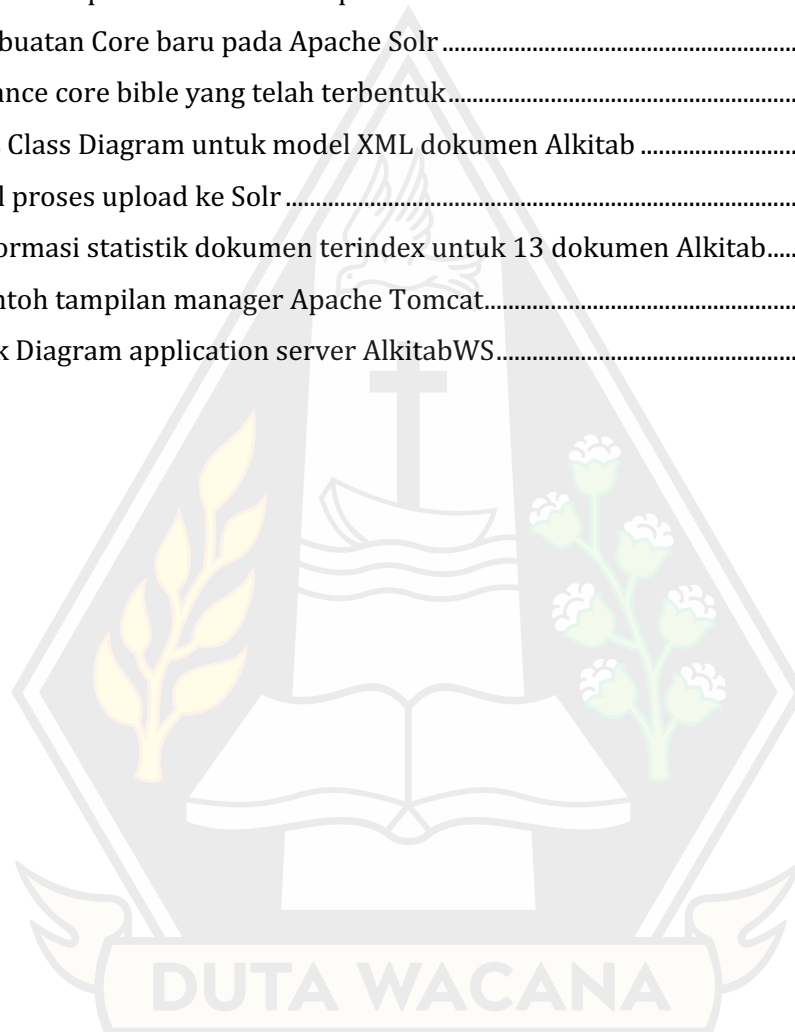 buatan Core baru pada Apache Solr ........................................................................
ance core bible yang telah terbentuk.......................................................................
Class Diagram untuk model XML dokumen Alkitab ................................
l proses upload ke Solr ........................................................................................................
ormasi statistik dokumen terindex untuk 13 dokumen Alkitab.....
ntoh tampilan manager Apache Tomcat...............................................................
k Diagram application server AlkitabWS............................................................
DUTA WACANA